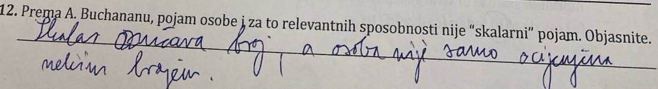 12. Prema A. Buchananu, pojam osobe i za to relevantnih sposobnosti nije "skalarni" pojam. Objasnite.
Skalar označava broj, a osoba nije samo ocijenjena
nekim brojem.